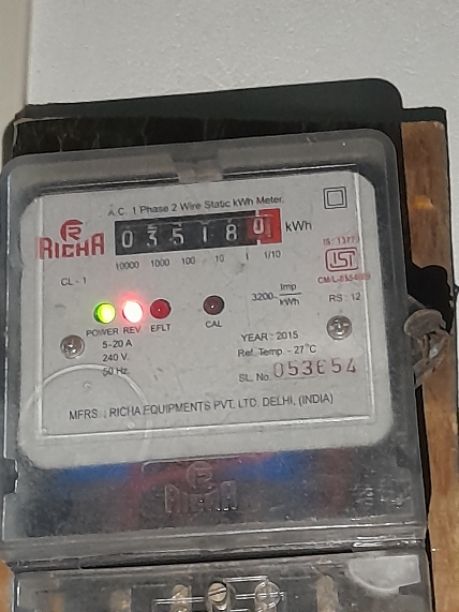 A.C. 1 Phase 2 Wire Static kWh Meter.
R
RICHA
035180 kWh
10000 1000 100 10 1 1/10
IS: 13779
ISI
CL - 1
3200 Imp
kWh
RS : 12
POWER REV EFLT CAL
5-20 A
240 V.
50 Hz.
YEAR : 2015
Ref. Temp. - 27°C
SL. No. 053654
MFRS. : RICHA EQUIPMENTS PVT. LTD. DELHI, (INDIA)
R
RICHA